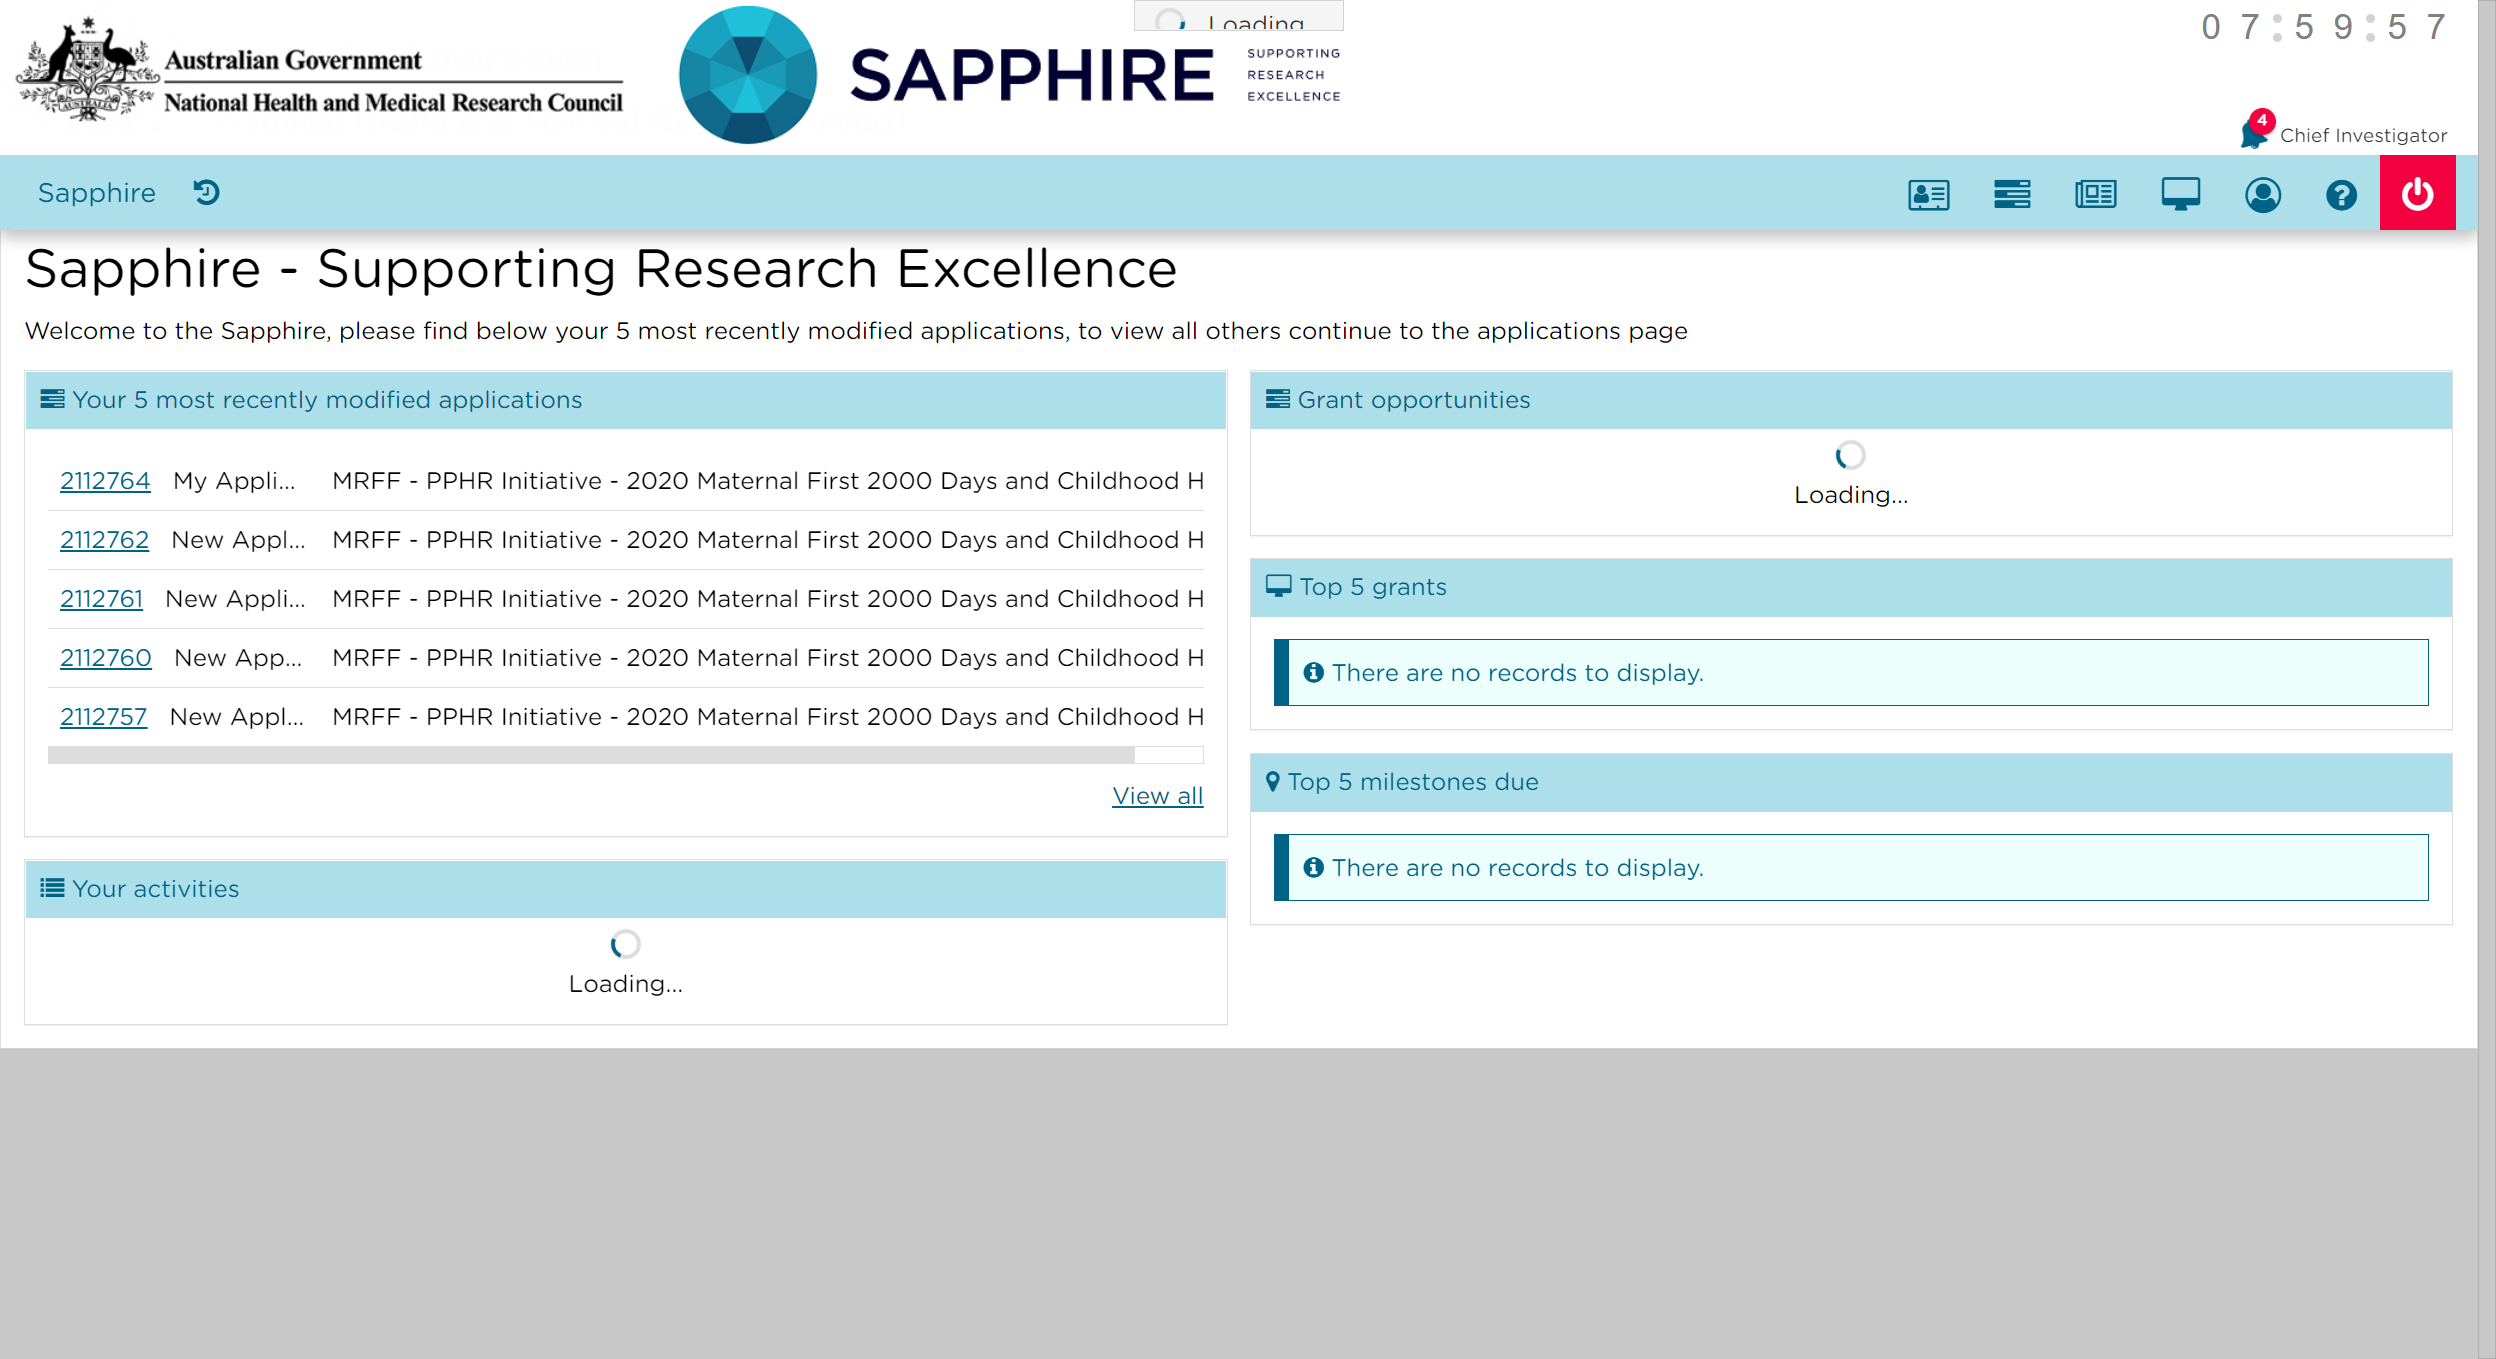 Australian Government
National Health and Medical Research Council
AUSTRALIA
SAPPHIRE
SUPPORTING
RESEARCH
EXCELLENCE
Loading
07:59:57
4
Chief Investigator
Sapphire
Sapphire - Supporting Research Excellence
Welcome to the Sapphire, please find below your 5 most recently modified applications, to view all others continue to the applications page
Your 5 most recently modified applications
2112764 My Appli... MRFF - PPHR Initiative - 2020 Maternal First 2000 Days and Childhood H
2112762 New Appl... MRFF - PPHR Initiative - 2020 Maternal First 2000 Days and Childhood H
2112761 New Appli... MRFF - PPHR Initiative - 2020 Maternal First 2000 Days and Childhood H
2112760 New App... MRFF - PPHR Initiative - 2020 Maternal First 2000 Days and Childhood H
2112757 New Appl... MRFF - PPHR Initiative - 2020 Maternal First 2000 Days and Childhood H
View all
Your activities
Loading...
Grant opportunities
Loading...
Top 5 grants
There are no records to display.
Top 5 milestones due
There are no records to display.